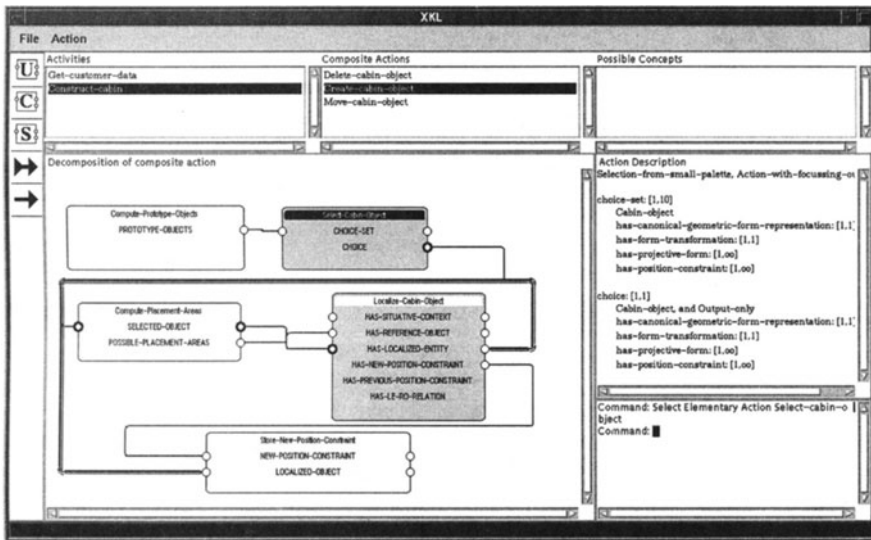 XKL
File Action
Activities
Get-customer-data
Construct-cabin
Composite Actions
Delete-cabin-object
Create-cabin-object
Move-cabin-object
Possible Concepts
U
C
S
Decomposition of composite action
Compute-Prototype-Objects
PROTOTYPE-OBJECTS
Select-Cabin-Object
CHOICE-SET
CHOICE
Compute-Placement-Areas
SELECTED-OBJECT
POSSIBLE-PLACEMENT-AREAS
Localize-Cabin-Object
HAS-SITUATIVE-CONTEXT
HAS-REFERENCE-OBJECT
HAS-LOCALIZED-ENTITY
HAS-NEW-POSITION-CONSTRAINT
HAS-PREVIOUS-POSITION-CONSTRAINT
HAS-LE-RO-RELATION
Store-New-Position-Constraint
NEW-POSITION-CONSTRAINT
LOCALIZED-OBJECT
Action Description
Selection-from-small-palette, Action-with-focussing-ou
choice-set: [1,10]
Cabin-object
has-canonical-geometric-form-representation: [1,1]
has-form-transformation: [1,1]
has-projective-form: [1,oo]
has-position-constraint: [1,oo]
choice: [1,1]
Cabin-object, and Output-only
has-canonical-geometric-form-representation: [1,1]
has-form-transformation: [1,1]
has-projective-form: [1,oo]
has-position-constraint: [1,oo]
Command: Select Elementary Action Select-cabin-o
bject
Command: